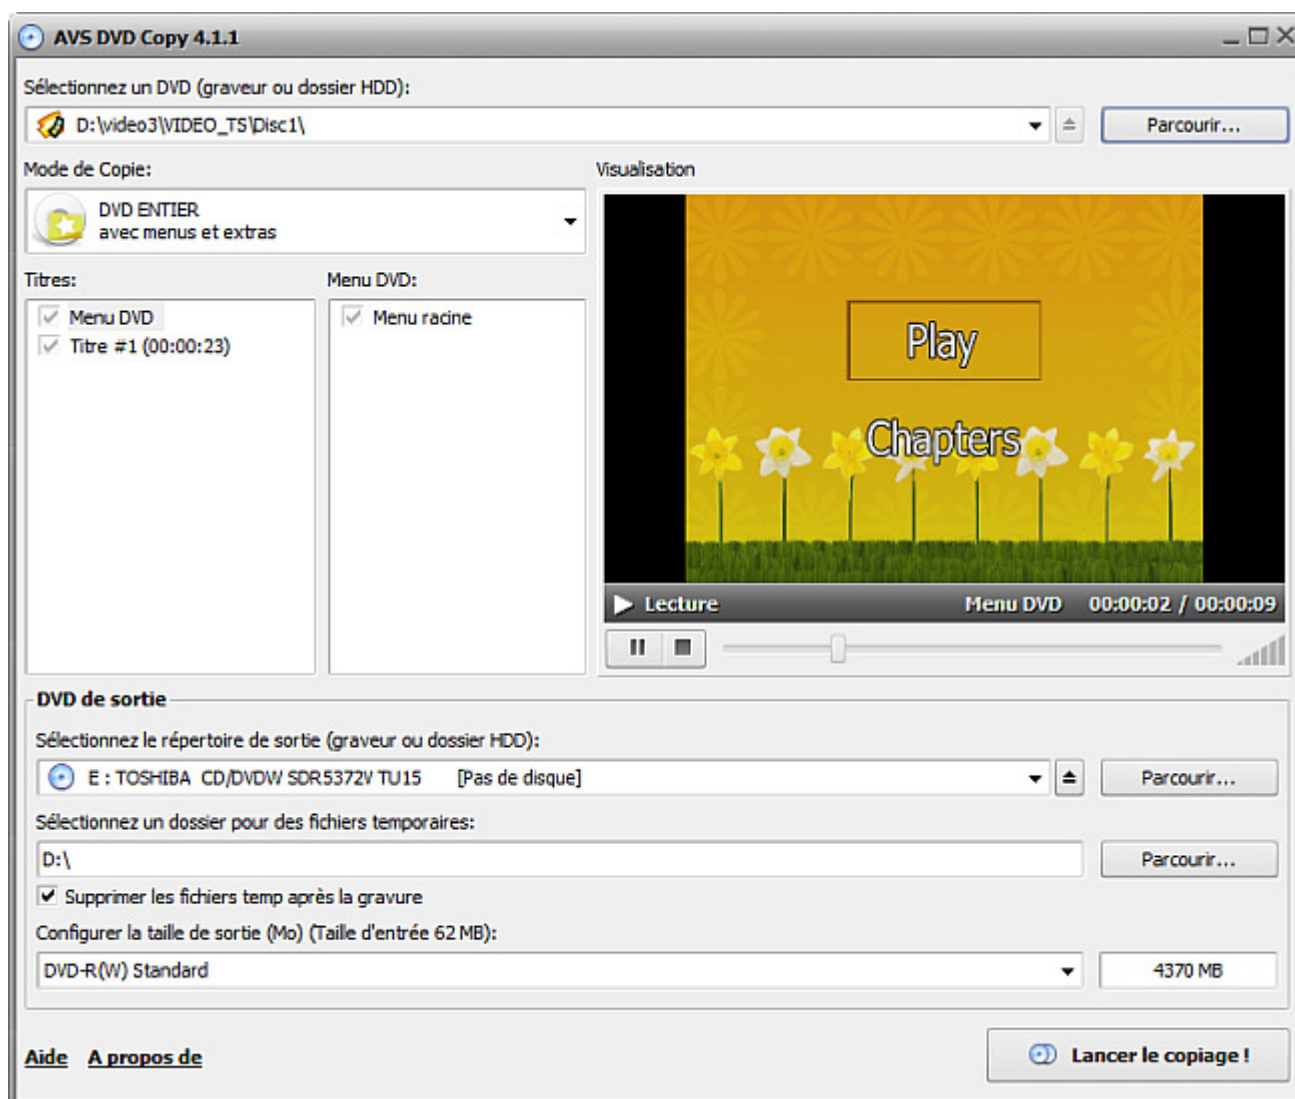 AVS DVD Copy 4.1.1
Sélectionnez un DVD (graveur ou dossier HDD):
D:\video3\VIDEO_TS\Disc1\
Parcourir...
Mode de Copie:
DVD ENTIER
avec menus et extras
Titres:
Menu DVD:
Menu DVD
Titre #1 (00:00:23)
Menu racine
Visualisation
Play
Chapters
Lecture Menu DVD 00:00:02 / 00:00:09
DVD de sortie
Sélectionnez le répertoire de sortie (graveur ou dossier HDD):
E : TOSHIBA CD/DVDW SDR5372V TU15 [Pas de disque]
Parcourir...
Sélectionnez un dossier pour des fichiers temporaires:
D:\
Parcourir...
Supprimer les fichiers temp après la gravure
Configurer la taille de sortie (Mo) (Taille d'entrée 62 MB):
DVD-R(W) Standard
4370 MB
Aide A propos de
Lancer le copiage !